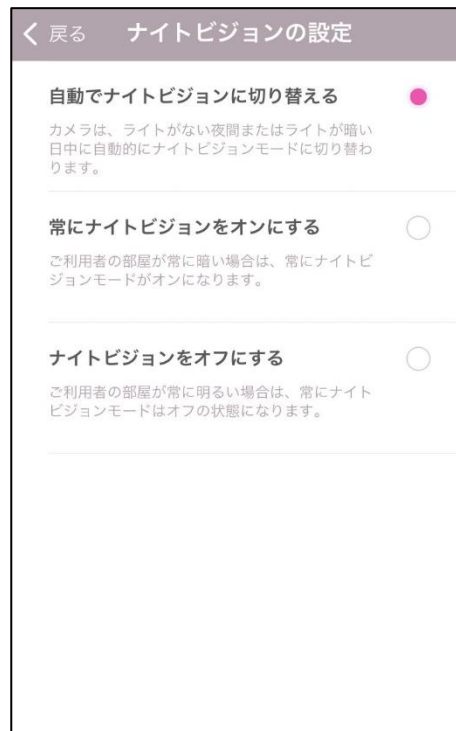 戻る ナイトビジョンの設定
自動でナイトビジョンに切り替える
カメラは、ライトがない夜間またはライトが暗い
日中に自動的にナイトビジョンモードに切り替わ
ります。
常にナイトビジョンをオンにする
ご利用者の部屋が常に暗い場合は、常にナイトビ
ジョンモードがオンになります。
ナイトビジョンをオフにする
ご利用者の部屋が常に明るい場合は、常にナイト
ビジョンモードはオフの状態になります。